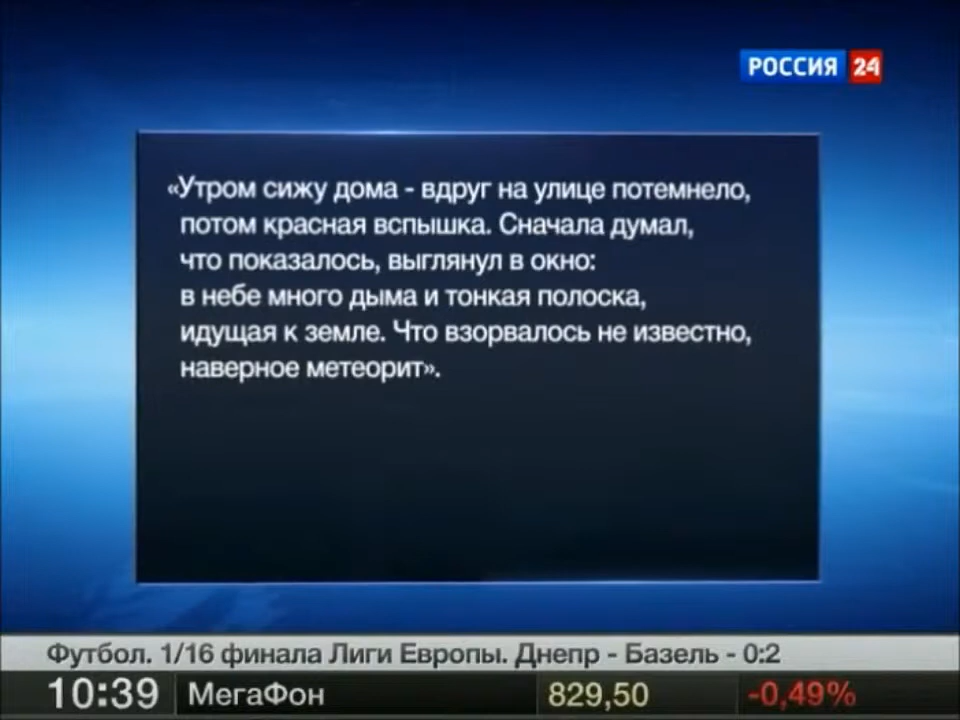 РОССИЯ 24
«Утром сижу дома - вдруг на улице потемнело,
потом красная вспышка. Сначала думал,
что показалось, выглянул в окно:
в небе много дыма и тонкая полоска,
идущая к земле. Что взорвалось не известно,
наверное метеорит».
Футбол. 1/16 финала Лиги Европы. Днепр - Базель - 0:2
10:39 МегаФон 829,50 -0,49%